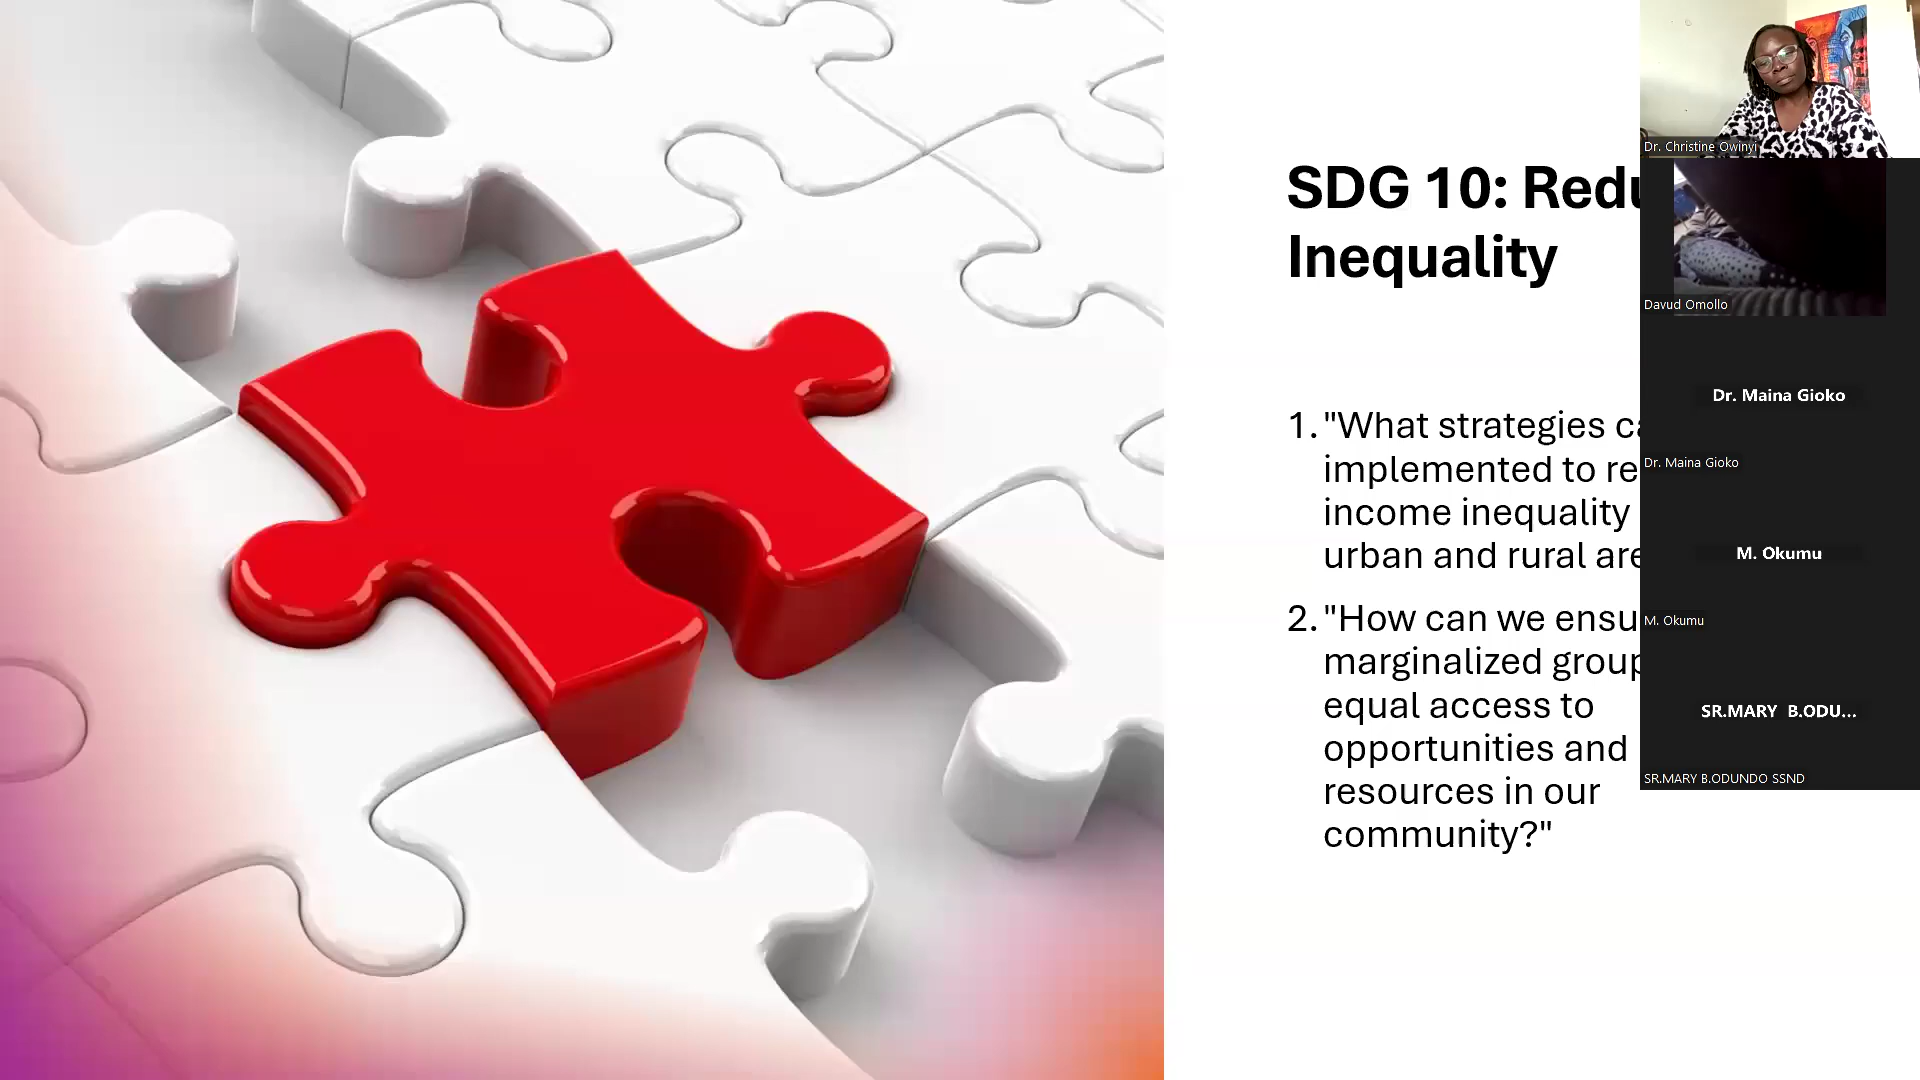 SDG 10: Redu
Inequality
1. "What strategies ca
implemented to re
income inequality
urban and rural are
2. "How can we ensu
marginalized group
equal access to
opportunities and
resources in our
community?"
Dr. Christine Owinyi
Davud Omollo
Dr. Maina Gioko
Dr. Maina Gioko
M. Okumu
M. Okumu
SR.MARY B.ODU...
SR.MARY B.ODUNDO SSND